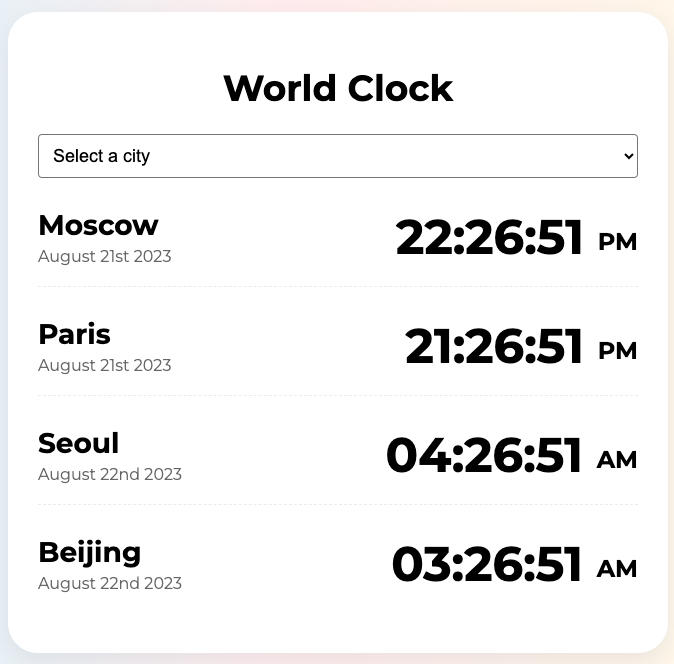 World Clock
Select a city
Moscow
22:26:51 PM
August 21st 2023
Paris
21:26:51 PM
August 21st 2023
Seoul
04:26:51 AM
August 22nd 2023
Beijing
03:26:51 AM
August 22nd 2023